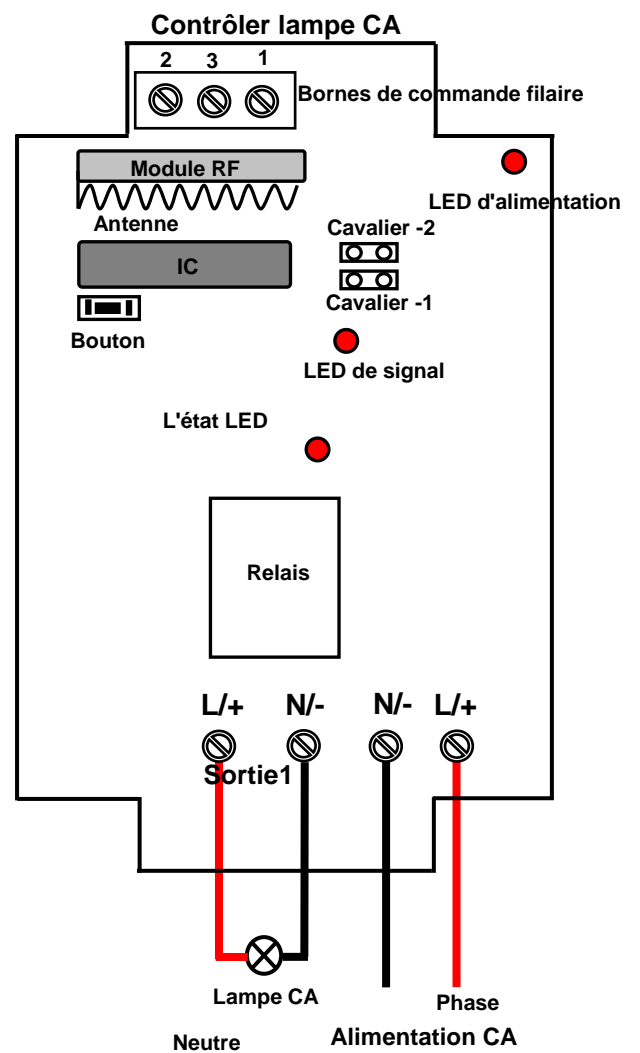 Contrôler lampe CA
2 3 1
Bornes de commande filaire
Module RF
LED d'alimentation
Antenne
Cavalier -2
IC
Cavalier -1
Bouton
LED de signal
L'état LED
Relais
L/+ N/- N/- L/+
Sortie1
Lampe CA
Phase
Neutre
Alimentation CA